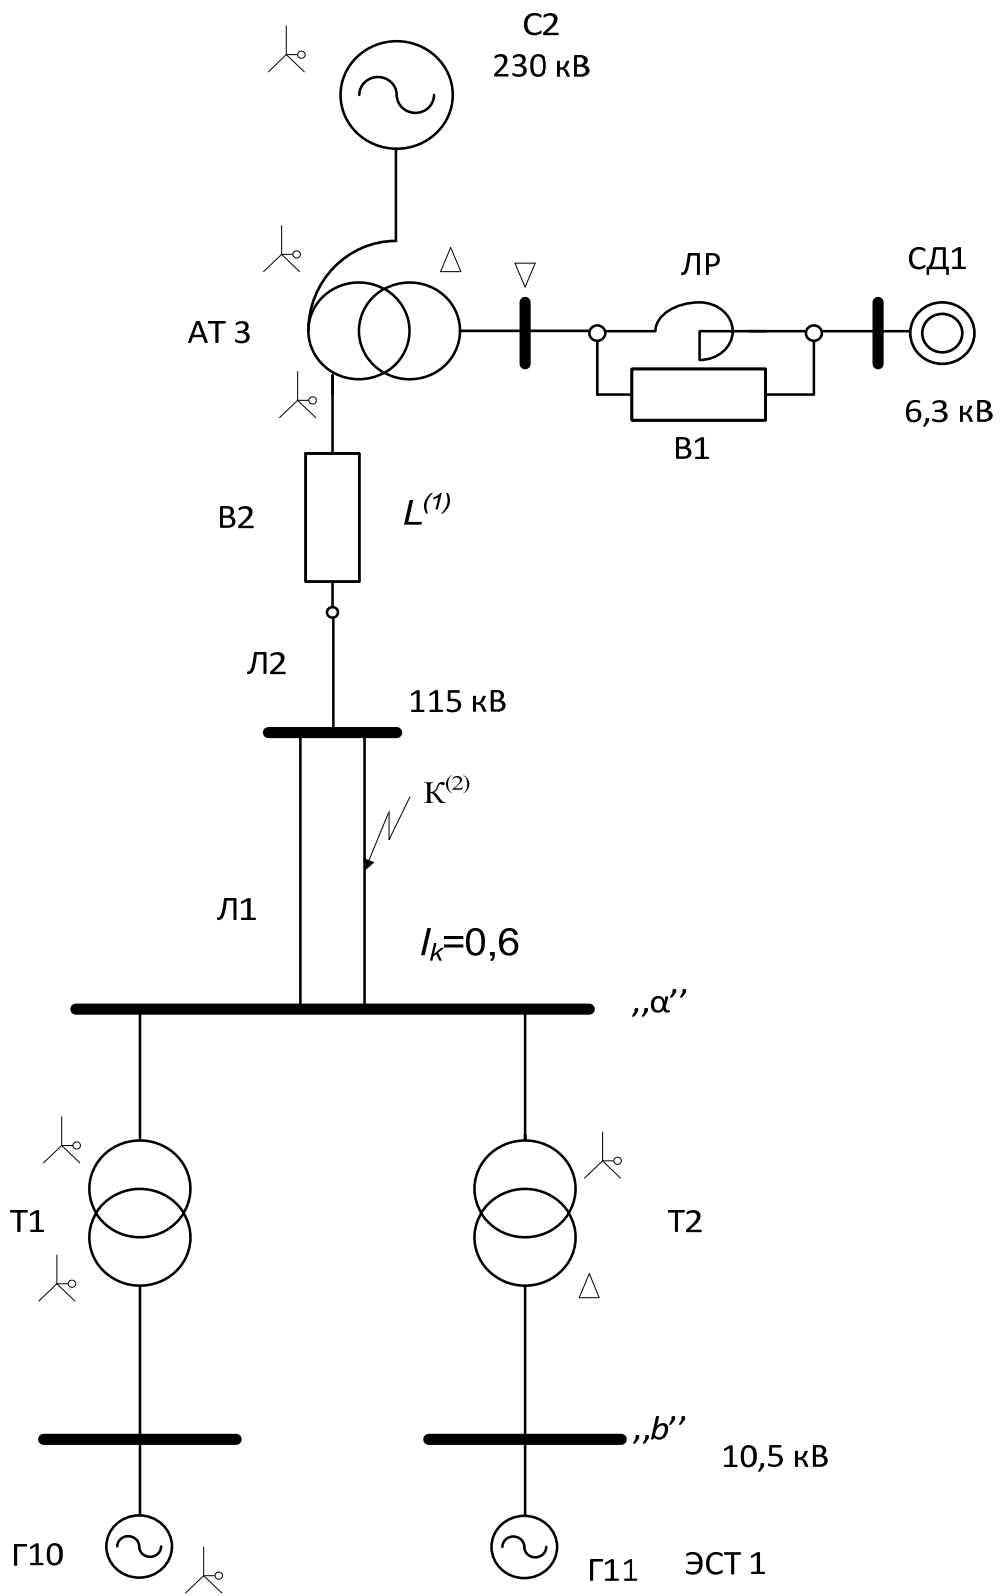 С2
230 кВ
ЛР
СД1
АТ 3
6,3 кВ
В1
В2
L(1)
Л2
115 кВ
К(2)
Л1
lk=0,6
,,α’’
Т1
Т2
,,b’’
10,5 кВ
Г10
Г11
ЭСТ 1